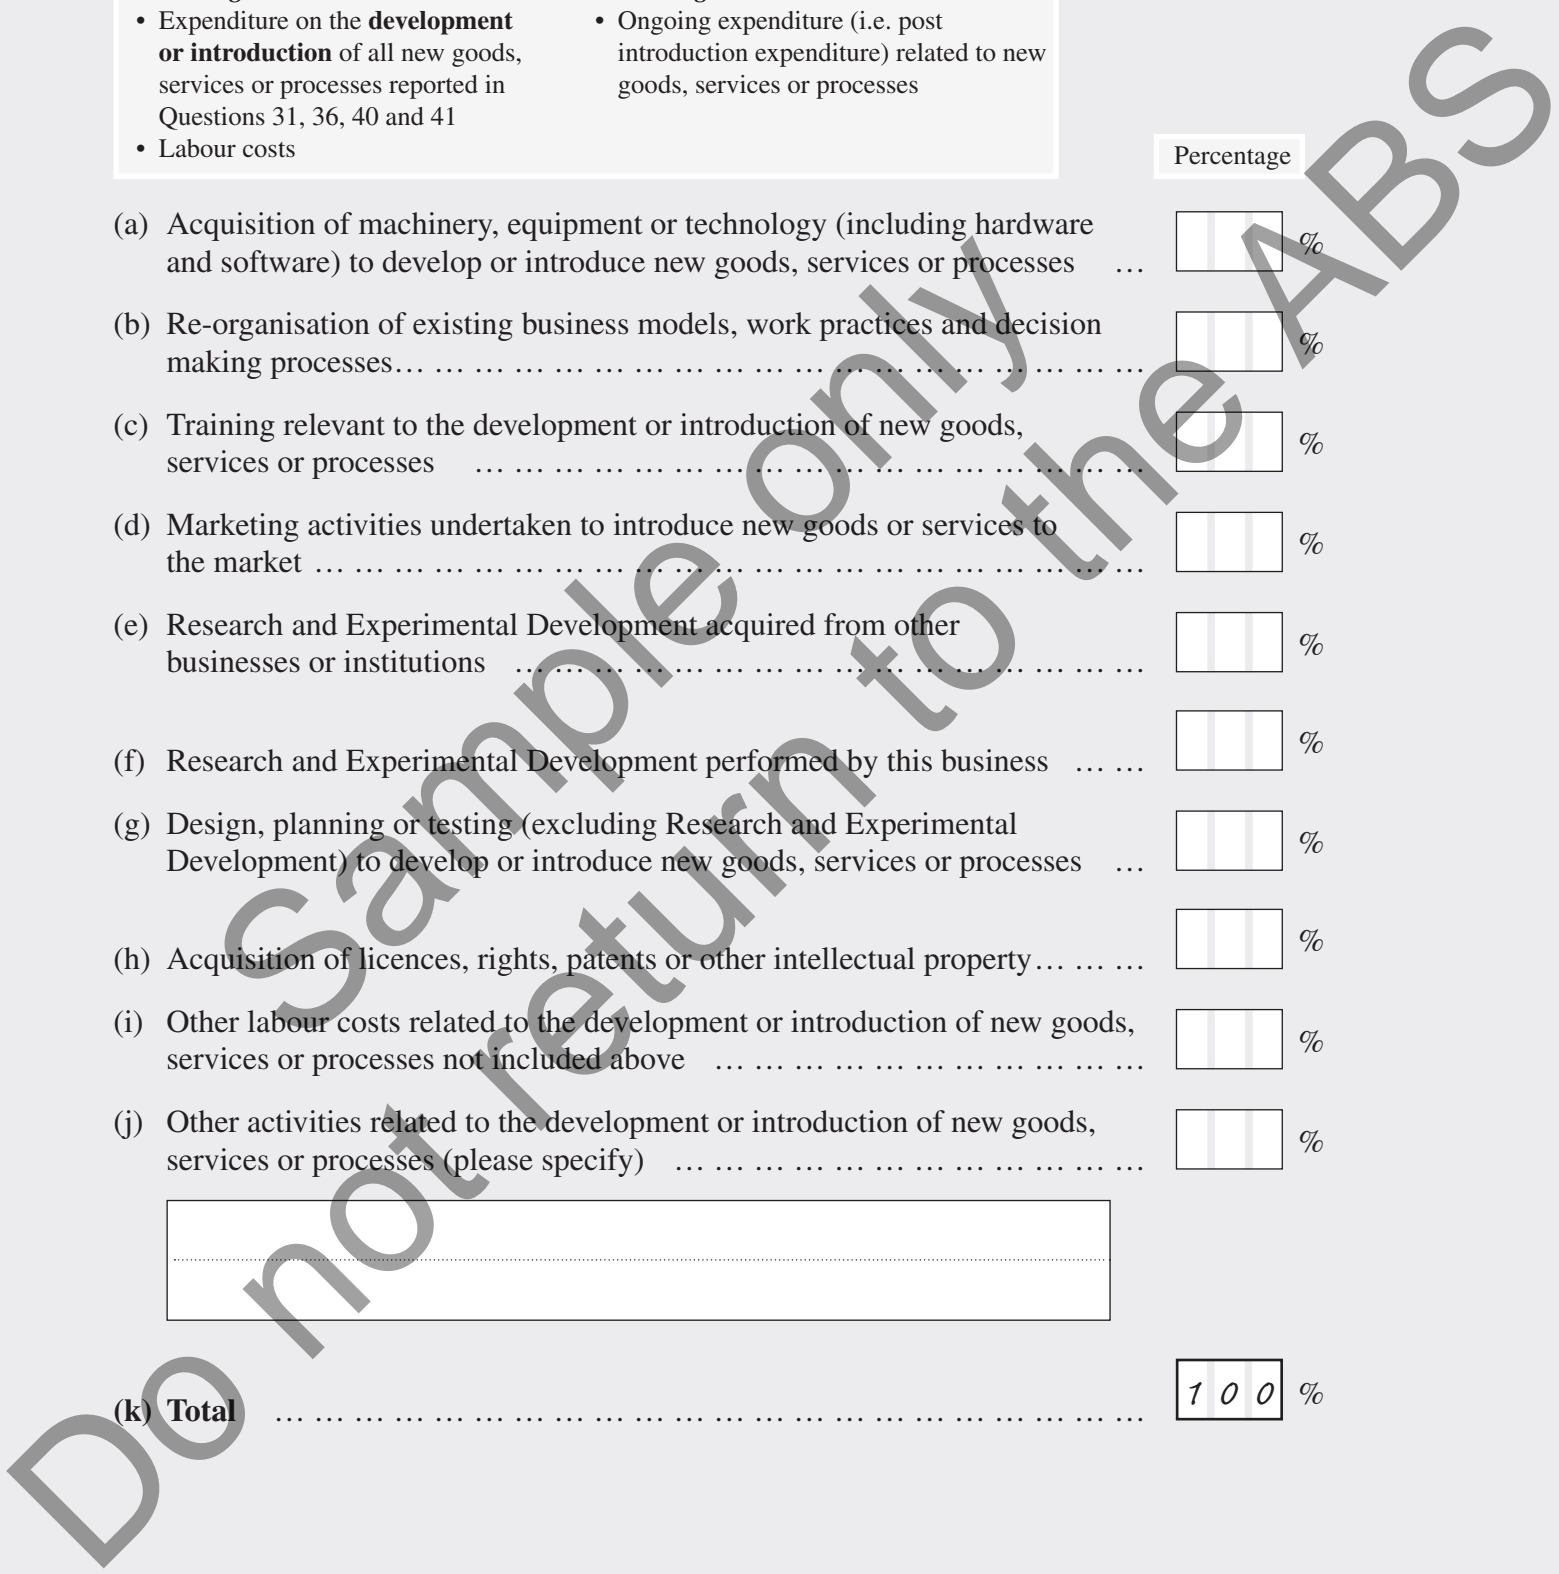 • Expenditure on the development
or introduction of all new goods,
services or processes reported in
Questions 31, 36, 40 and 41
• Labour costs
• Ongoing expenditure (i.e. post
introduction expenditure) related to new
goods, services or processes
Percentage
(a) Acquisition of machinery, equipment or technology (including hardware
and software) to develop or introduce new goods, services or processes ... %
(b) Re-organisation of existing business models, work practices and decision
making processes... ... ... ... ... ... ... ... ... ... ... ... ... ... ... ... ... ... ... %
(c) Training relevant to the development or introduction of new goods,
services or processes ... ... ... ... ... ... ... ... ... ... ... ... ... ... ... ... ... %
(d) Marketing activities undertaken to introduce new goods or services to
the market ... ... ... ... ... ... ... ... ... ... ... ... ... ... ... ... ... ... ... ... ... %
(e) Research and Experimental Development acquired from other
businesses or institutions ... ... ... ... ... ... ... ... ... ... ... ... ... ... ... ... %
(f) Research and Experimental Development performed by this business ... ... %
(g) Design, planning or testing (excluding Research and Experimental
Development) to develop or introduce new goods, services or processes ... %
(h) Acquisition of licences, rights, patents or other intellectual property... ... ... %
(i) Other labour costs related to the development or introduction of new goods,
services or processes not included above ... ... ... ... ... ... ... ... ... ... ... %
(j) Other activities related to the development or introduction of new goods,
services or processes (please specify) ... ... ... ... ... ... ... ... ... ... ... ... %
(k) Total ... ... ... ... ... ... ... ... ... ... ... ... ... ... ... ... ... ... ... ... ... ... 100 %
Sample only
Do not return to the ABS